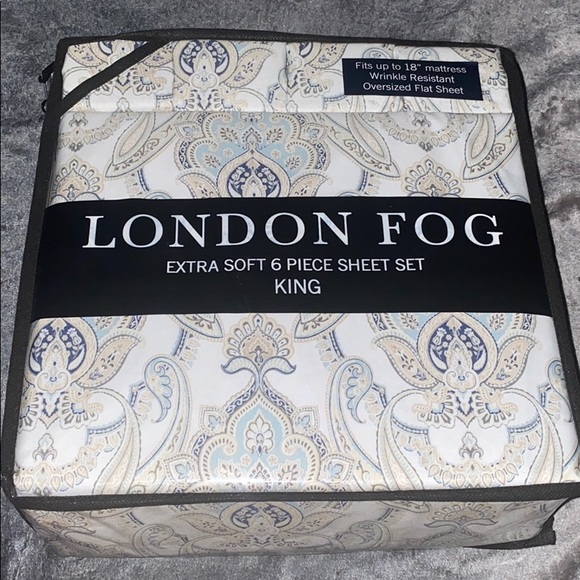 Fits up to 18" mattress
Wrinkle Resistant
Oversized Flat Sheet
LONDON FOG
EXTRA SOFT 6 PIECE SHEET SET
KING